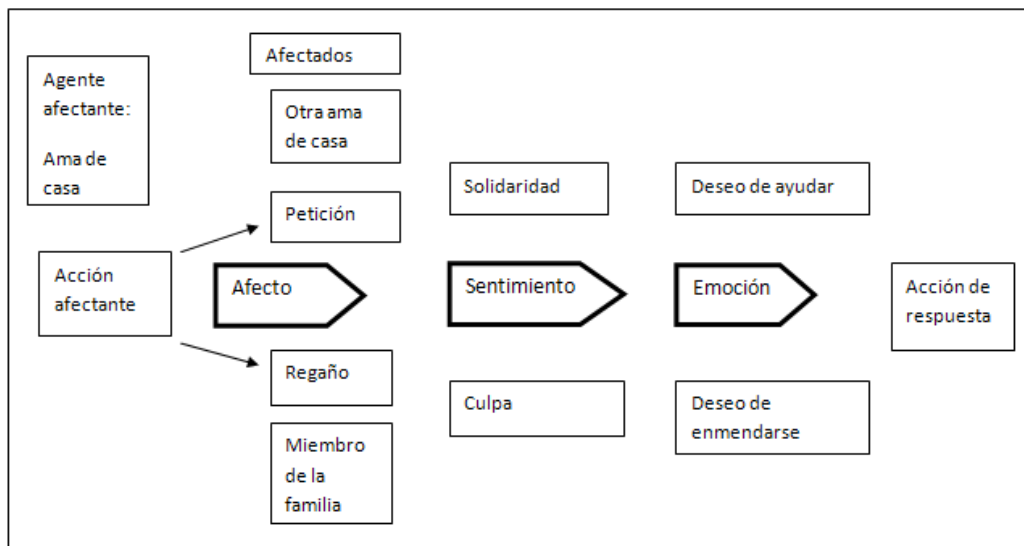 Agente
afectante:
Ama de
casa
Afectados
Otra ama
de casa
Petición
Solidaridad
Deseo de ayudar
Acción
afectante
Afecto
Sentimiento
Emoción
Acción de
respuesta
Regaño
Culpa
Deseo de
enmendarse
Miembro
de la
familia